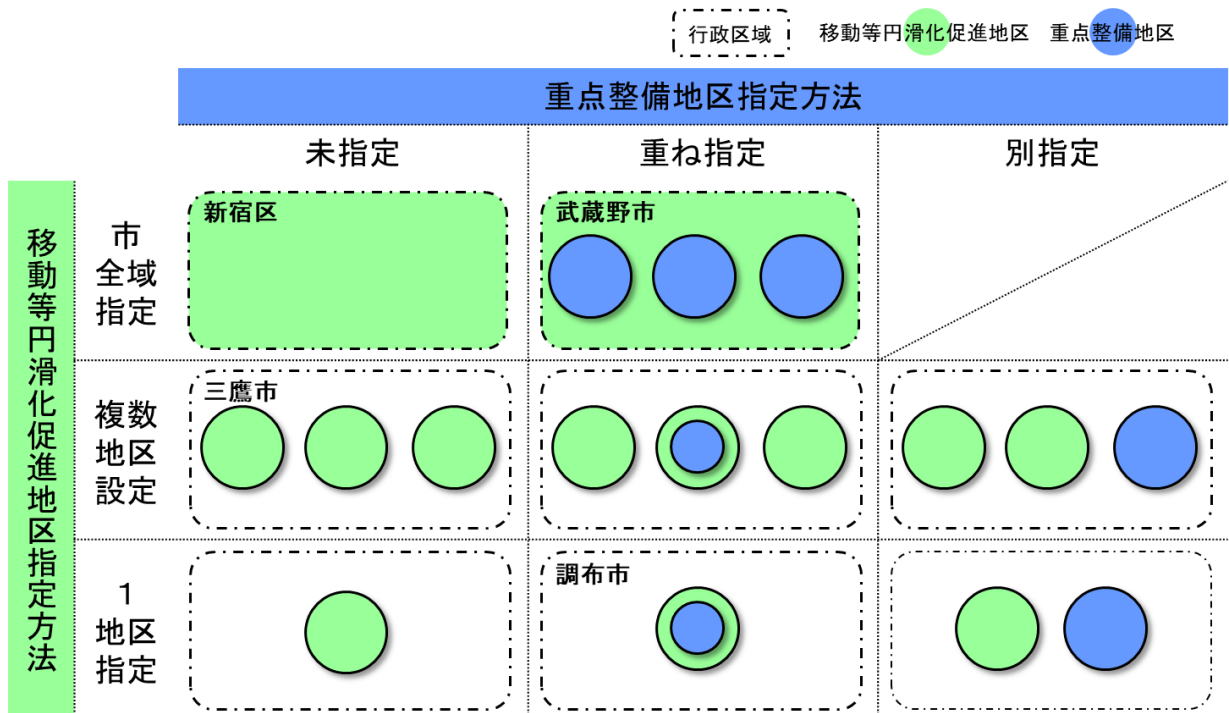 行政区域
移動等円滑化促進地区
重点整備地区
重点整備地区指定方法
未指定
重ね指定
別指定
移動等円滑化促進地区指定方法
市
全域
指定
新宿区
武蔵野市
複数
地区
設定
三鷹市
1
地区
指定
調布市